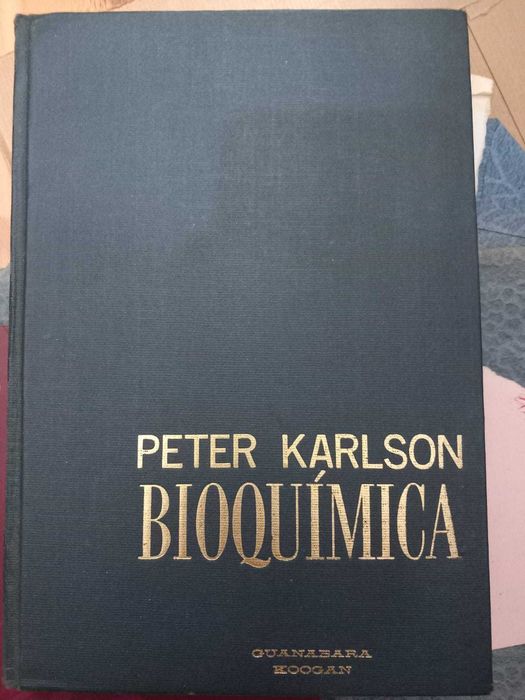 PETER KARLSON
BIOQUÍMICA
GUANABARA
KOOGAN